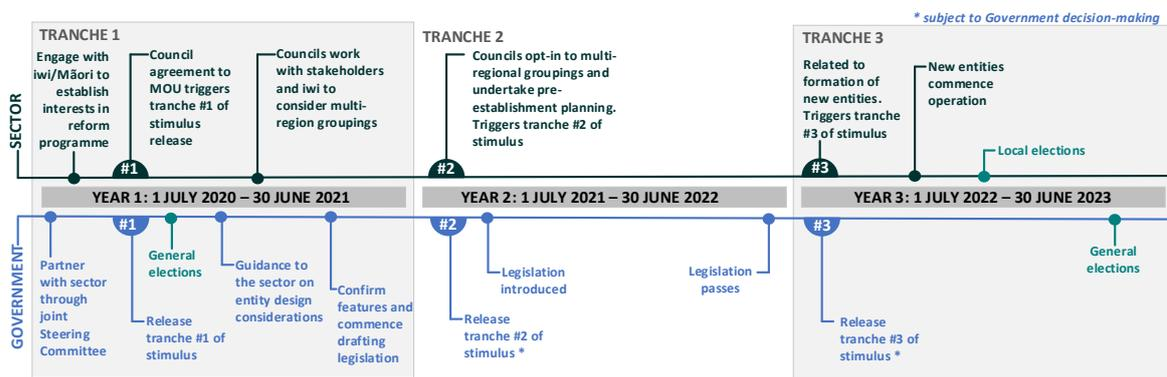 * subject to Government decision-making
TRANCHE 1
Engage with
iwi/Māori to
establish
interests in
reform
programme
Council
agreement to
MOU triggers
tranche #1 of
stimulus
release
Councils work
with stakeholders
and iwi to
consider multi-
region groupings
TRANCHE 2
Councils opt-in to multi-
regional groupings and
undertake pre-
establishment planning.
Triggers tranche #2 of
stimulus
TRANCHE 3
Related to
formation of
new entities.
Triggers tranche
#3 of stimulus
New entities
commence
operation
Local elections
SECTOR
#1
#2
#3
YEAR 1: 1 JULY 2020 – 30 JUNE 2021
YEAR 2: 1 JULY 2021 – 30 JUNE 2022
YEAR 3: 1 JULY 2022 – 30 JUNE 2023
GOVERNMENT
#1
#2
#3
Partner
with sector
through
joint
Steering
Committee
Release
tranche #1 of
stimulus
General
elections
Guidance to
the sector on
entity design
considerations
Confirm
features and
commence
drafting
legislation
Release
tranche #2 of
stimulus *
Legislation
introduced
Legislation
passes
Release
tranche #3 of
stimulus *
General
elections